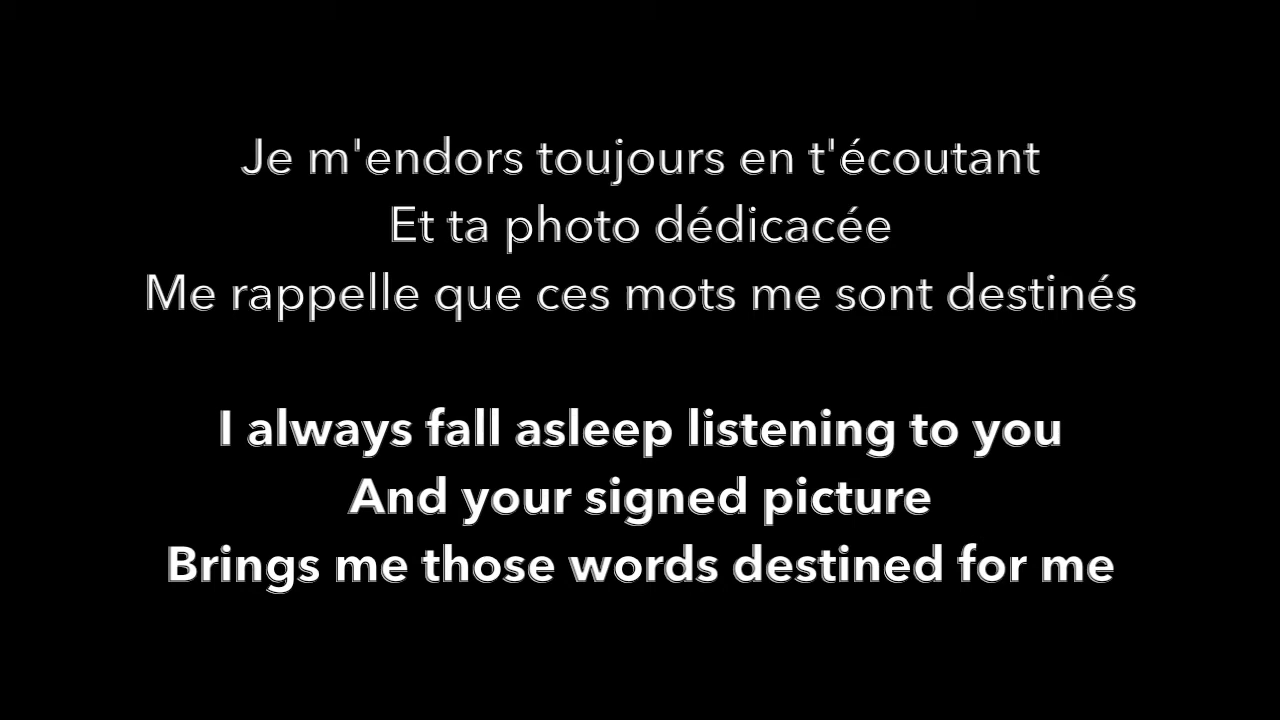 Je m'endors toujours en t'écoutant
Et ta photo dédicacée
Me rappelle que ces mots me sont destinés
I always fall asleep listening to you
And your signed picture
Brings me those words destined for me